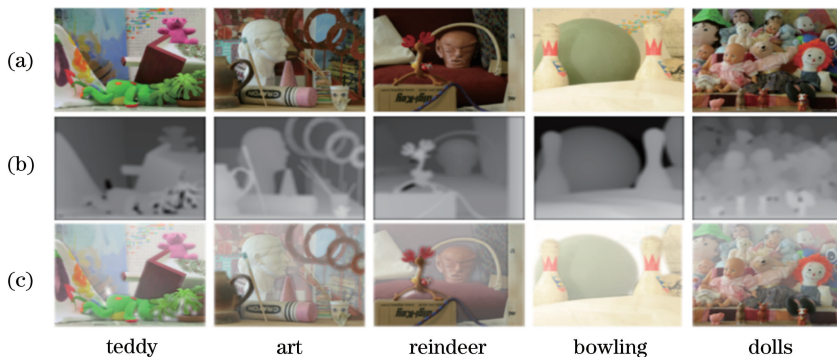 (a)
(b)
(c)
teddy
art
reindeer
bowling
dolls